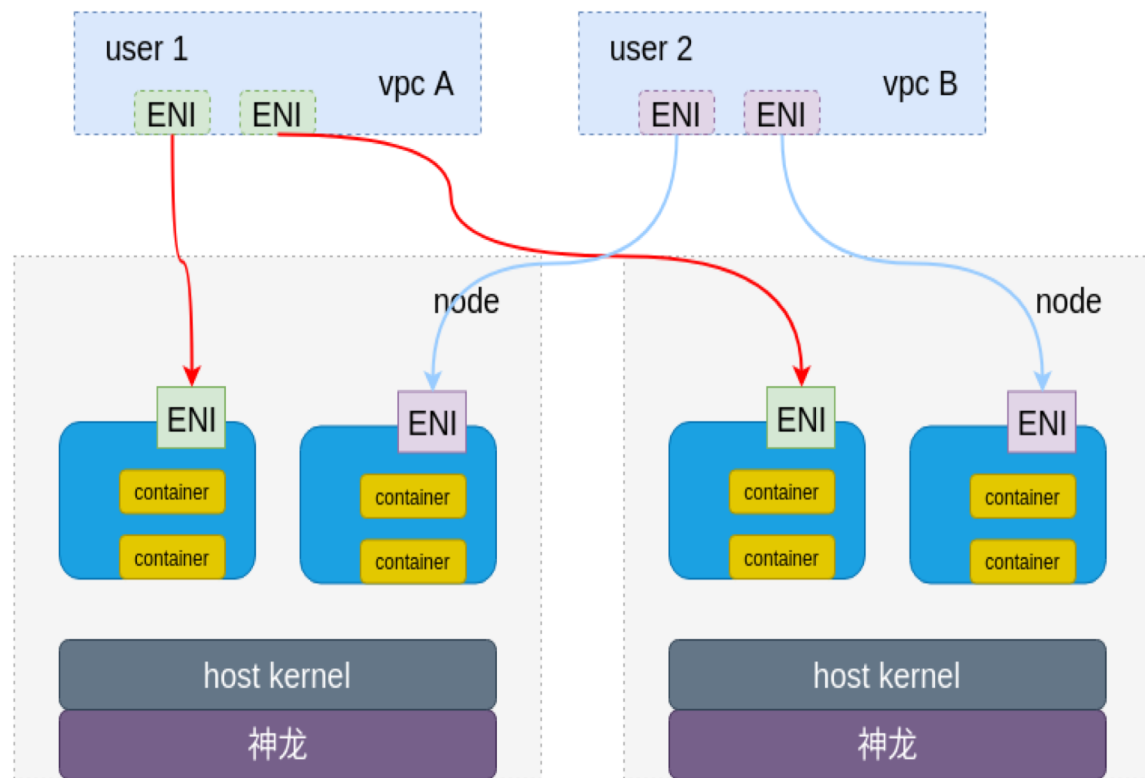 user 1
vpc A
ENI
ENI
user 2
vpc B
ENI
ENI
node
node
ENI
ENI
ENI
ENI
container
container
container
container
container
container
container
container
host kernel
host kernel
神龙
神龙